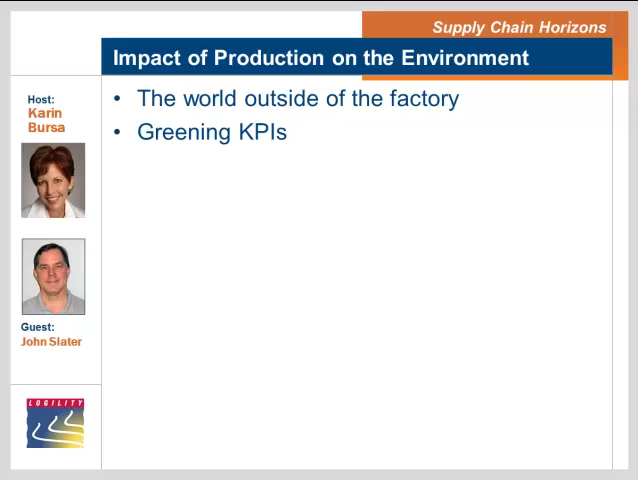 Supply Chain Horizons
Impact of Production on the Environment
Host:
Karin
Bursa
Guest:
John Slater
LOGILITY
• The world outside of the factory
• Greening KPIs